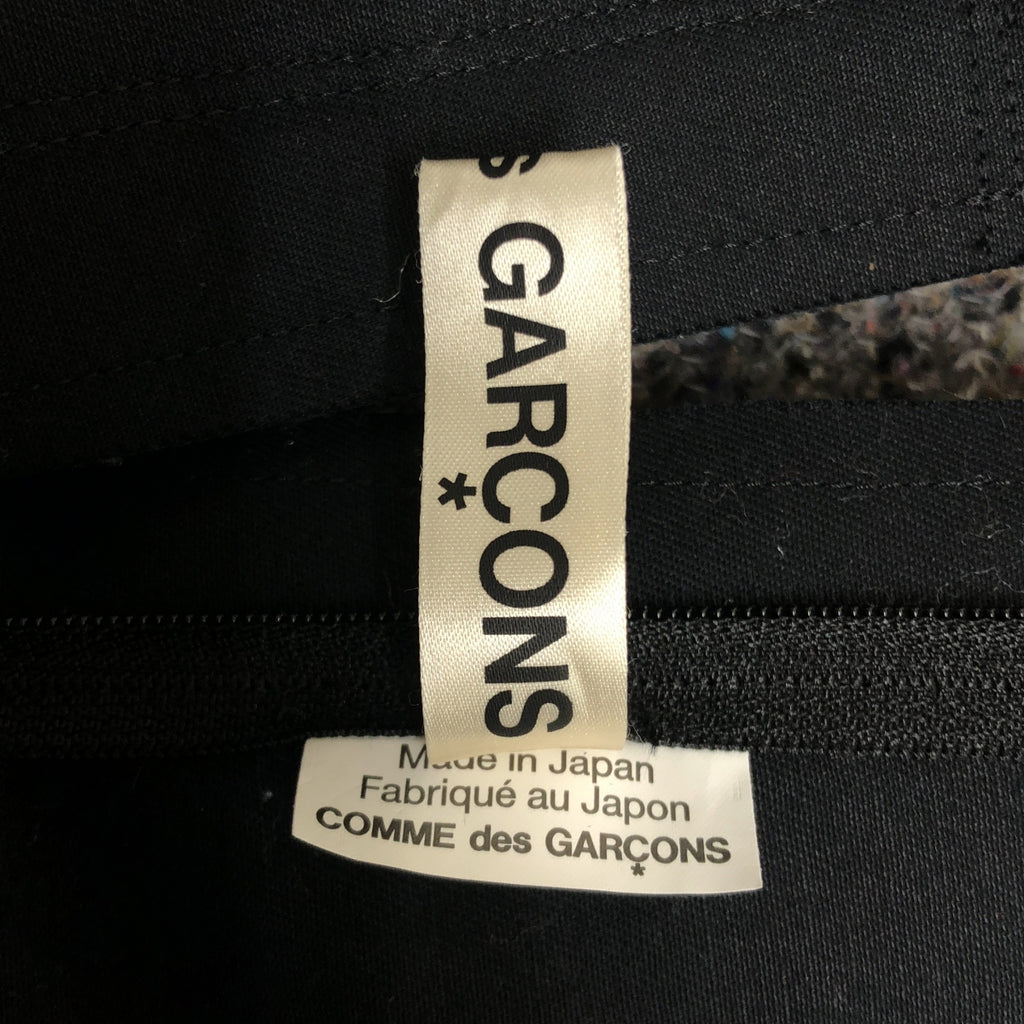 S GARÇONS
Made in Japan
Fabriqué au Japon
COMME des GARÇONS
*